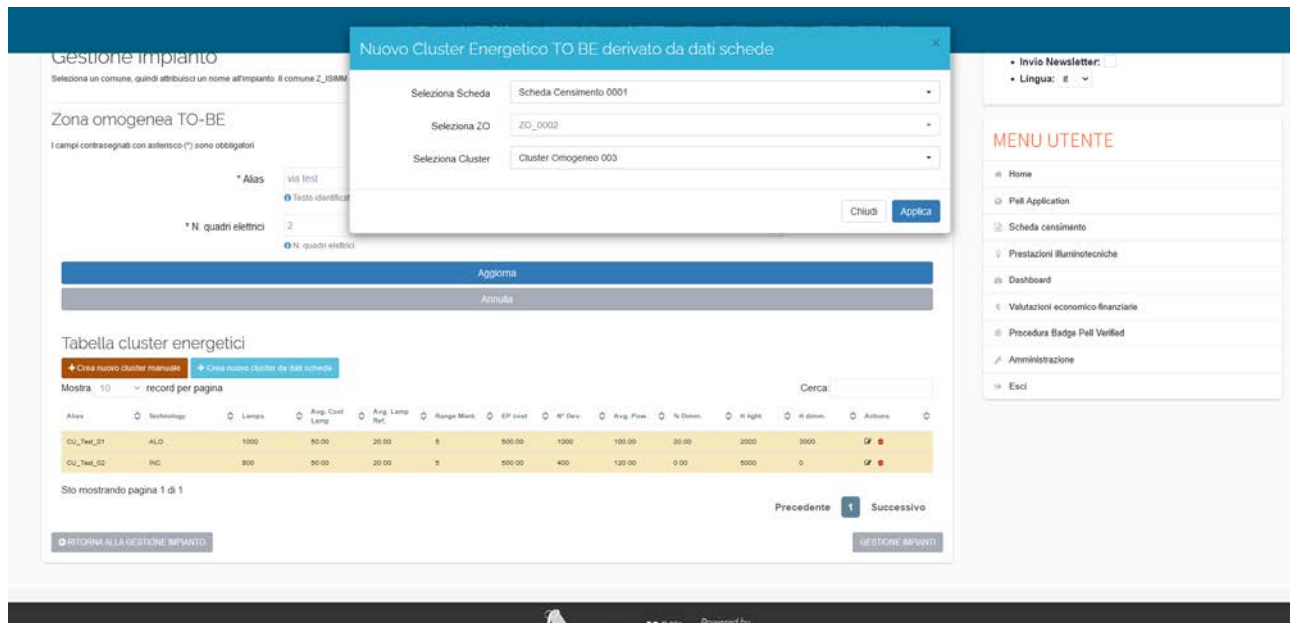 Nuovo Cluster Energetico TO BE derivato da dati schede
×
Seleziona Scheda Scheda Censimento 0001
Seleziona ZO ZO_0002
Seleziona Cluster Cluster Omogeneo 003
Chiudi Applica
Gestione Impianto
Seleziona un comune, quindi attribuisci un nome all'impianto. Il comune Z_ISIMM
Zona omogenea TO-BE
I campi contrassegnati con asterisco (*) sono obbligatori
* Alias via test
Testo identificat
* N. quadri elettrici 2
N. quadri elettrici
Aggiorna
Annulla
Tabella cluster energetici
+ Crea nuovo cluster manuale + Crea nuovo cluster da dati scheda
Mostra 10 record per pagina Cerca:
Alias Technology Lamps Avg. Cost Lamp Avg. Lamp Ref. Range Mant. EP cost N° Dev. Avg. Pow. % Dimm. H light. H dimm. Actions
CU_Test_01 ALO 1000 50.00 20.00 5 500.00 1000 100.00 20.00 2000 3000
CU_Test_02 INC 800 50.00 20.00 5 500.00 400 120.00 0.00 5000 0
Sto mostrando pagina 1 di 1
Precedente 1 Successivo
RITORNA ALLA GESTIONE IMPIANTO GESTIONE IMPIANTI
• Invio Newsletter:
• Lingua: it
MENU UTENTE
Home
Pell Application
Scheda censimento
Prestazioni Illuminotecniche
Dashboard
Valutazioni economico-finanziarie
Procedura Badge Pell Verified
Amministrazione
Esci
Powered by